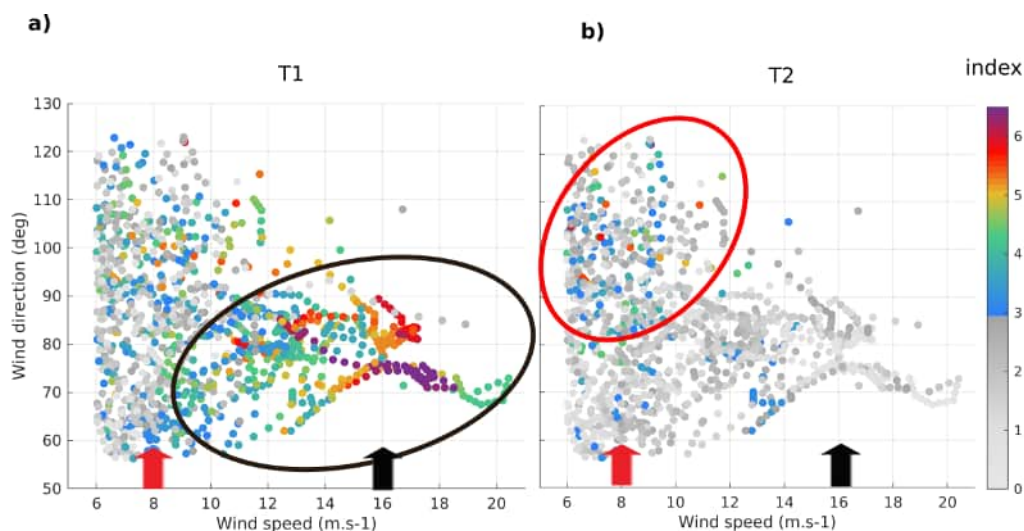 a)
b)
T1
T2
index
130
120
110
100
90
80
70
60
50
Wind direction (deg)
6 8 10 12 14 16 18 20
Wind speed (m.s-1)
6 8 10 12 14 16 18 20
Wind speed (m.s-1)
6
5
4
3
2
1
0